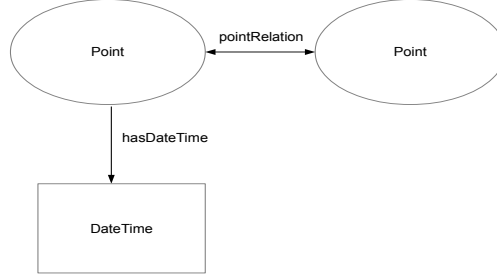 pointRelation
Point
Point
hasDateTime
DateTime